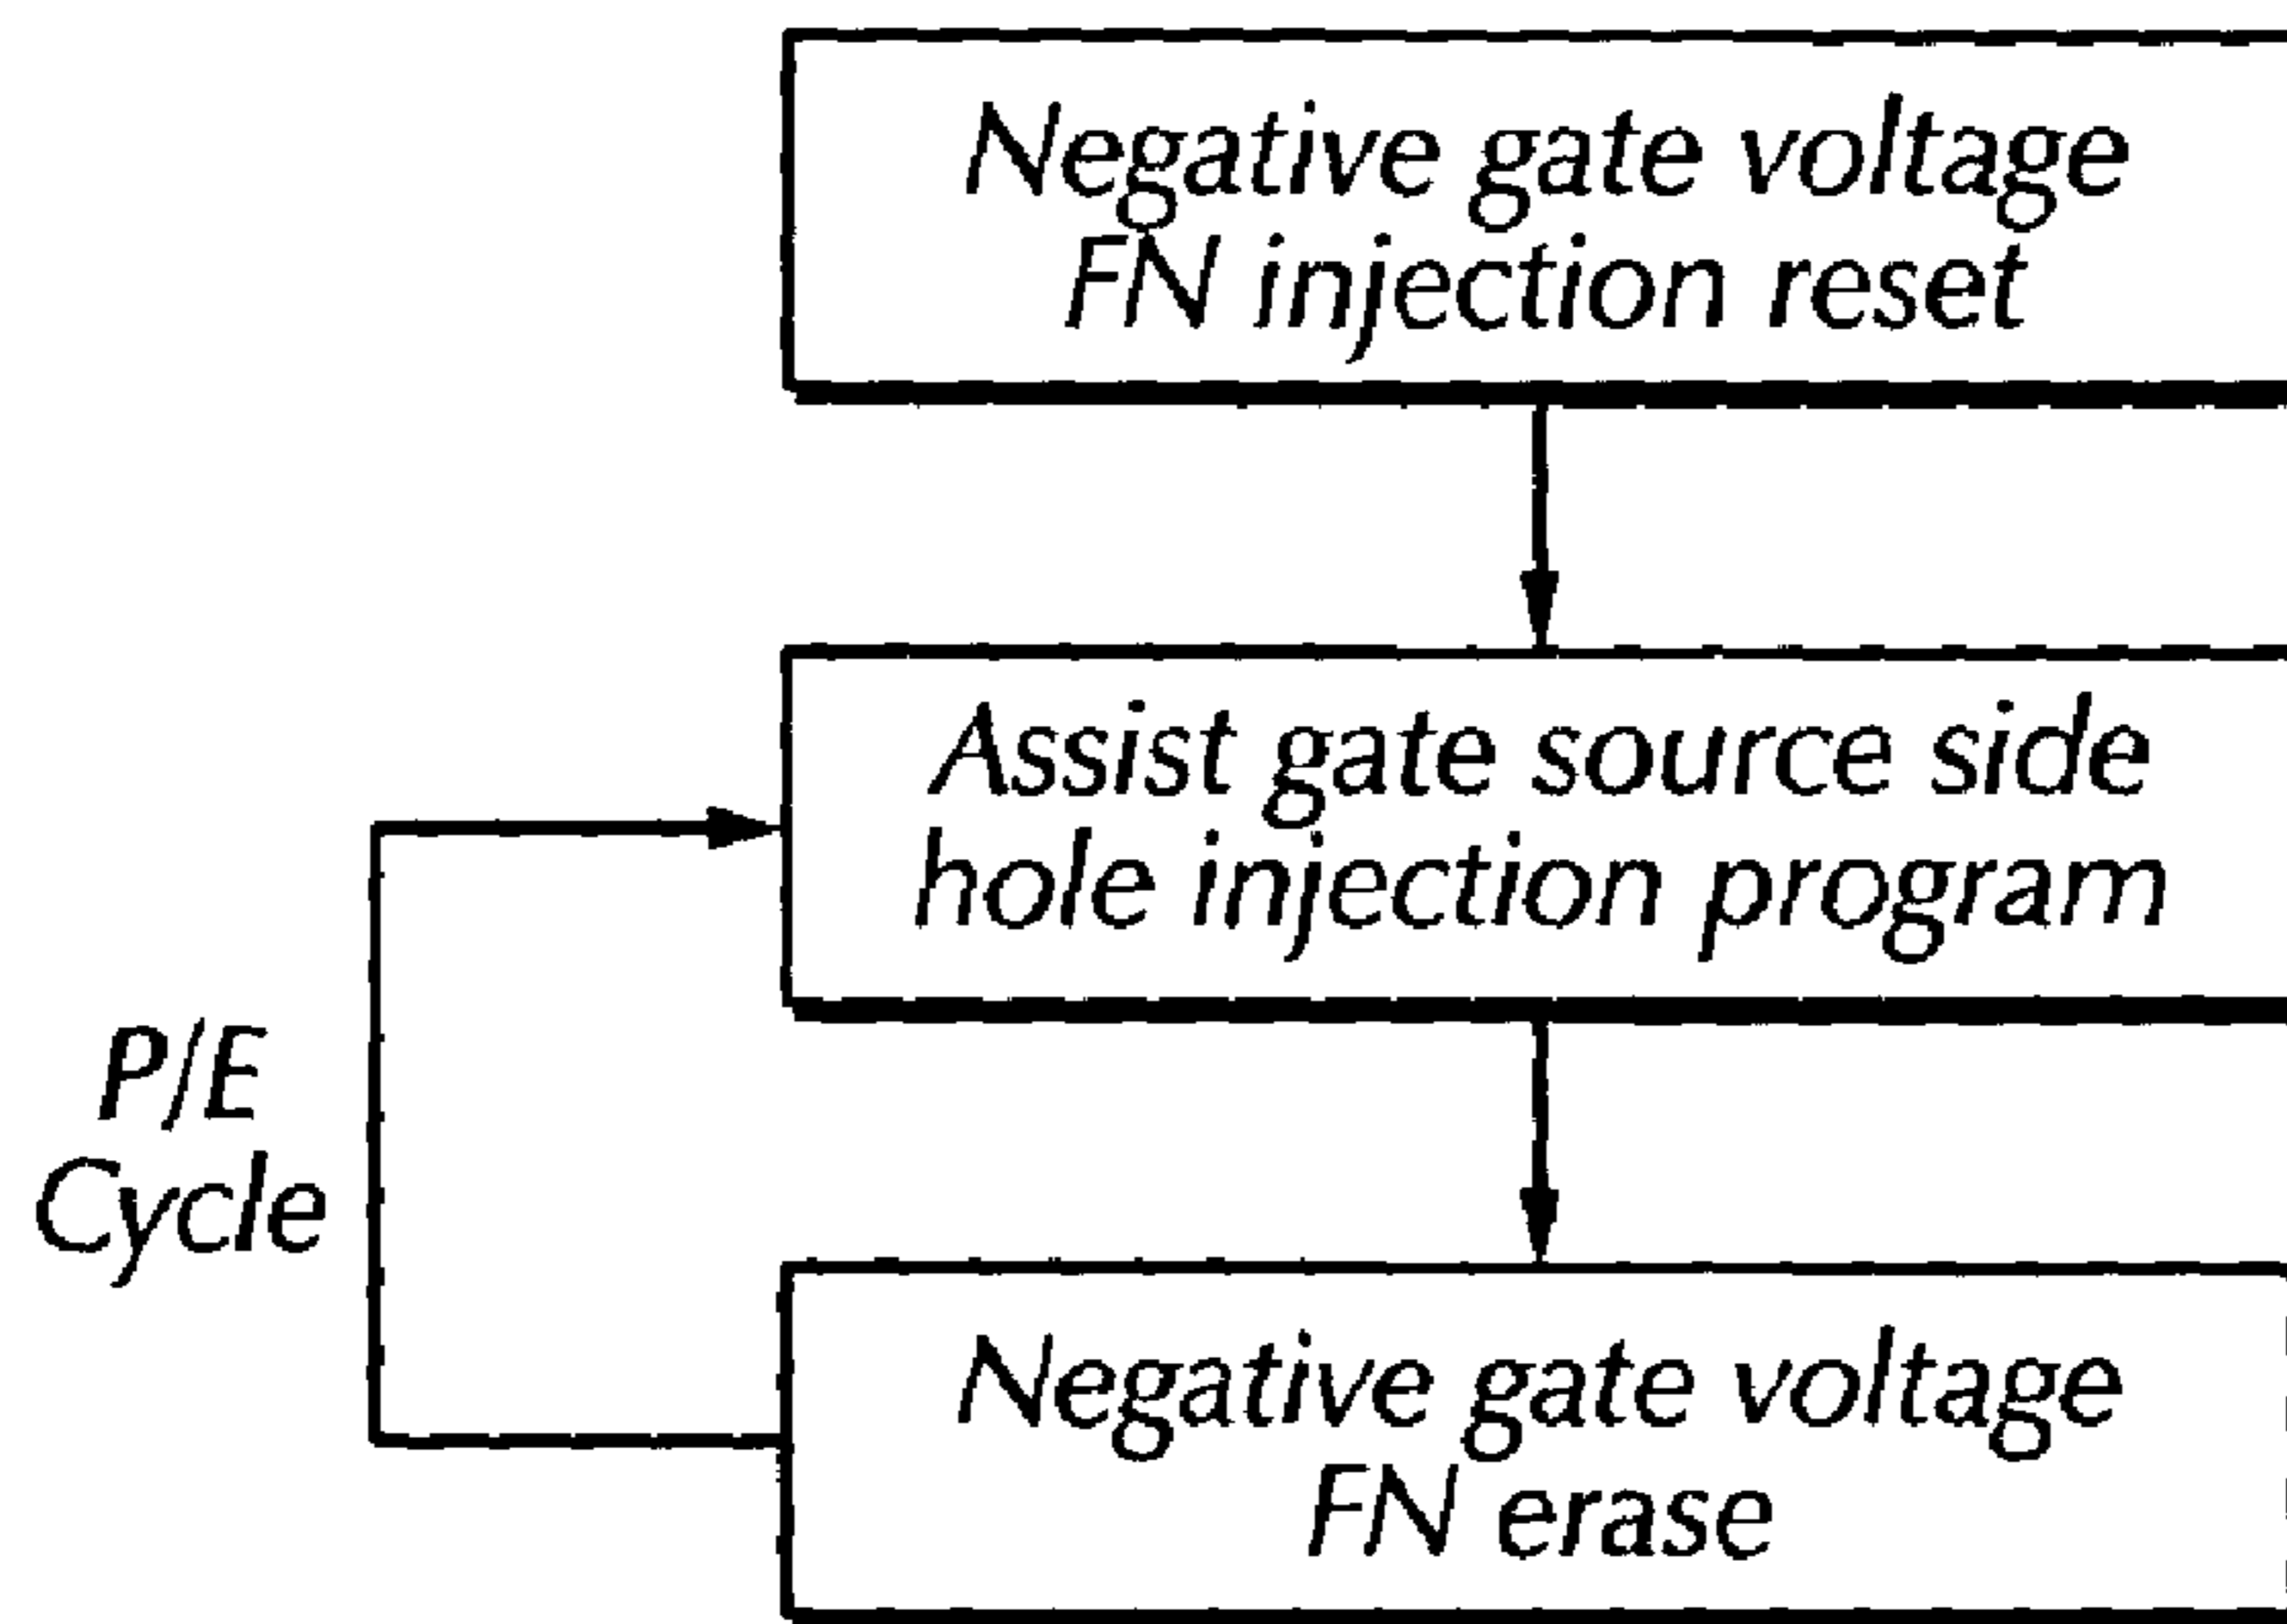 Negative gate voltage
FN injection reset
Assist gate source side
hole injection program
P/E
Cycle
Negative gate voltage
FN erase